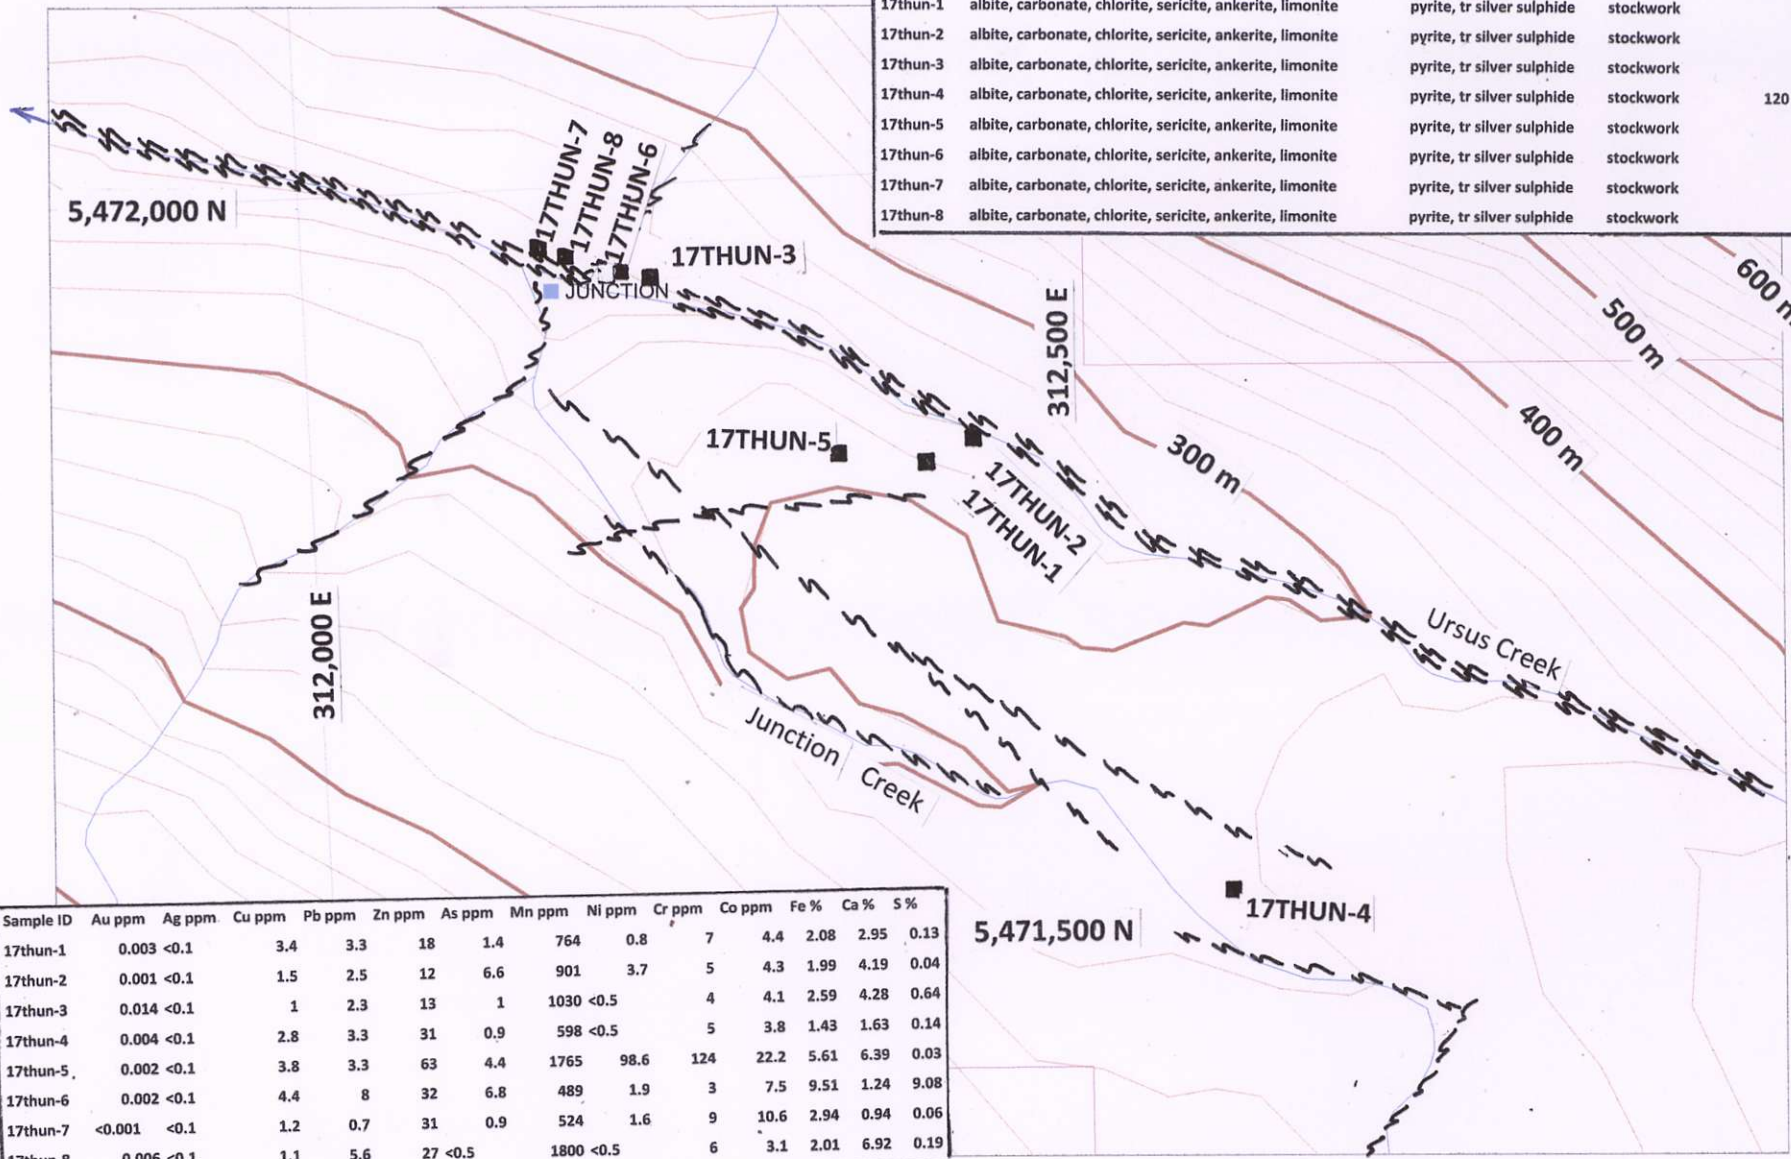 17thun-1 albite, carbonate, chlorite, sericite, ankerite, limonite pyrite, tr silver sulphide stockwork
17thun-2 albite, carbonate, chlorite, sericite, ankerite, limonite pyrite, tr silver sulphide stockwork
17thun-3 albite, carbonate, chlorite, sericite, ankerite, limonite pyrite, tr silver sulphide stockwork
17thun-4 albite, carbonate, chlorite, sericite, ankerite, limonite pyrite, tr silver sulphide stockwork 120
17thun-5 albite, carbonate, chlorite, sericite, ankerite, limonite pyrite, tr silver sulphide stockwork
17thun-6 albite, carbonate, chlorite, sericite, ankerite, limonite pyrite, tr silver sulphide stockwork
17thun-7 albite, carbonate, chlorite, sericite, ankerite, limonite pyrite, tr silver sulphide stockwork
17thun-8 albite, carbonate, chlorite, sericite, ankerite, limonite pyrite, tr silver sulphide stockwork
5,472,000 N
17THUN-7
17THUN-8
17THUN-6
17THUN-3
JUNCTION
600 m
500 m
400 m
300 m
312,500 E
17THUN-5
17THUN-2
17THUN-1
312,000 E
Ursus Creek
Junction Creek
17THUN-4
5,471,500 N
Sample ID Au ppm Ag ppm Cu ppm Pb ppm Zn ppm As ppm Mn ppm Ni ppm Cr ppm Co ppm Fe % Ca % S %
17thun-1 0.003 <0.1 3.4 3.3 18 1.4 764 0.8 7 4.4 2.08 2.95 0.13
17thun-2 0.001 <0.1 1.5 2.5 12 6.6 901 3.7 5 4.3 1.99 4.19 0.04
17thun-3 0.014 <0.1 1 2.3 13 1 1030 <0.5 4 4.1 2.59 4.28 0.64
17thun-4 0.004 <0.1 2.8 3.3 31 0.9 598 <0.5 5 3.8 1.43 1.63 0.14
17thun-5 0.002 <0.1 3.8 3.3 63 4.4 1765 98.6 124 22.2 5.61 6.39 0.03
17thun-6 0.002 <0.1 4.4 8 32 6.8 489 1.9 3 7.5 9.51 1.24 9.08
17thun-7 <0.001 <0.1 1.2 0.7 31 0.9 524 1.6 9 10.6 2.94 0.94 0.06
17thun-8 0.006 <0.1 1.1 5.6 27 <0.5 1800 <0.5 6 3.1 2.01 6.92 0.19